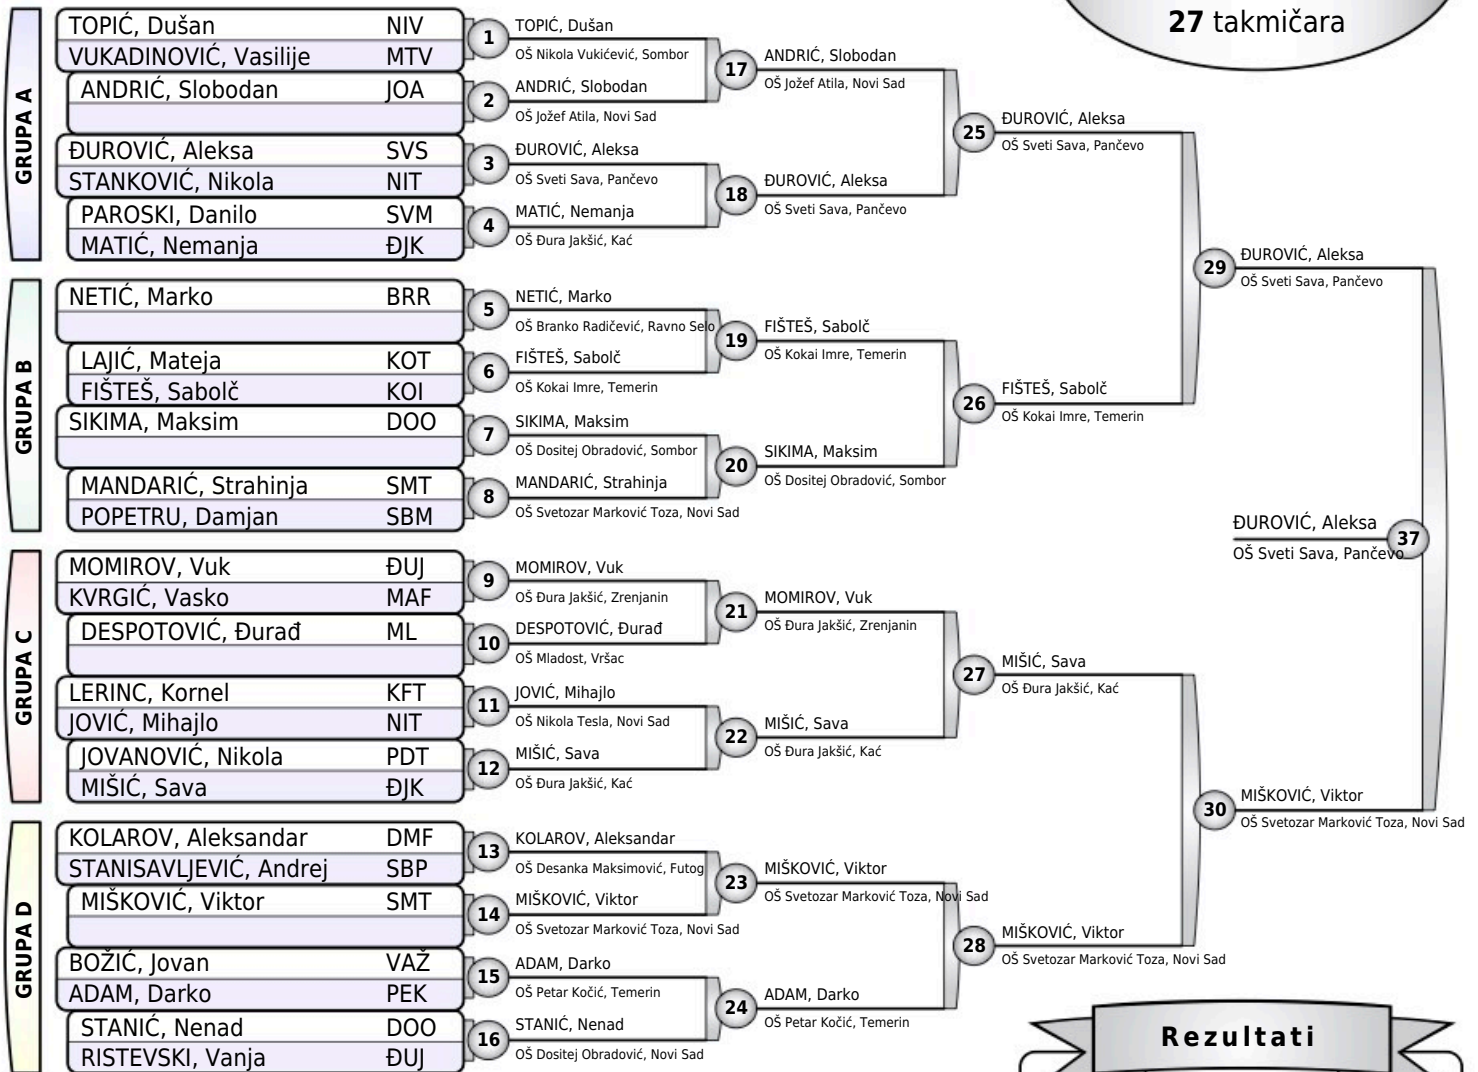 27 takmičara
GRUPA A
TOPIĆ, Dušan NIV
VUKADINOVIĆ, Vasilije MTV
ANDRIĆ, Slobodan JOA
ĐUROVIĆ, Aleksa SVS
STANKOVIĆ, Nikola NIT
PAROSKI, Danilo SVM
MATIĆ, Nemanja ĐJK
GRUPA B
NETIĆ, Marko BRR
LAJIĆ, Mateja KOT
FIŠTEŠ, Sabolč KOI
SIKIMA, Maksim DOO
MANDARIĆ, Strahinja SMT
POPETRU, Damjan SBM
GRUPA C
MOMIROV, Vuk ĐUJ
KVRGIĆ, Vasko MAF
DESPOTOVIĆ, Đurađ ML
LERINC, Kornel KFT
JOVIĆ, Mihajlo NIT
JOVANOVIĆ, Nikola PDT
MIŠIĆ, Sava ĐJK
GRUPA D
KOLAROV, Aleksandar DMF
STANISAVLJEVIĆ, Andrej SBP
MIŠKOVIĆ, Viktor SMT
BOŽIĆ, Jovan VAŽ
ADAM, Darko PEK
STANIĆ, Nenad DOO
RISTEVSKI, Vanja ĐUJ
1 TOPIĆ, Dušan
OŠ Nikola Vukićević, Sombor
2 ANDRIĆ, Slobodan
OŠ Jožef Atila, Novi Sad
3 ĐUROVIĆ, Aleksa
OŠ Sveti Sava, Pančevo
4 MATIĆ, Nemanja
OŠ Đura Jakšić, Kać
5 NETIĆ, Marko
OŠ Branko Radičević, Ravno Selo
6 FIŠTEŠ, Sabolč
OŠ Kokai Imre, Temerin
7 SIKIMA, Maksim
OŠ Dositej Obradović, Sombor
8 MANDARIĆ, Strahinja
OŠ Svetozar Marković Toza, Novi Sad
9 MOMIROV, Vuk
OŠ Đura Jakšić, Zrenjanin
10 DESPOTOVIĆ, Đurađ
OŠ Mladost, Vršac
11 JOVIĆ, Mihajlo
OŠ Nikola Tesla, Novi Sad
12 MIŠIĆ, Sava
OŠ Đura Jakšić, Kać
13 KOLAROV, Aleksandar
OŠ Desanka Maksimović, Futog
14 MIŠKOVIĆ, Viktor
OŠ Svetozar Marković Toza, Novi Sad
15 ADAM, Darko
OŠ Petar Kočić, Temerin
16 STANIĆ, Nenad
OŠ Dositej Obradović, Novi Sad
17 ANDRIĆ, Slobodan
OŠ Jožef Atila, Novi Sad
18 ĐUROVIĆ, Aleksa
OŠ Sveti Sava, Pančevo
19 FIŠTEŠ, Sabolč
OŠ Kokai Imre, Temerin
20 SIKIMA, Maksim
OŠ Dositej Obradović, Sombor
21 MOMIROV, Vuk
OŠ Đura Jakšić, Zrenjanin
22 MIŠIĆ, Sava
OŠ Đura Jakšić, Kać
23 MIŠKOVIĆ, Viktor
OŠ Svetozar Marković Toza, Novi Sad
24 ADAM, Darko
OŠ Petar Kočić, Temerin
25 ĐUROVIĆ, Aleksa
OŠ Sveti Sava, Pančevo
26 FIŠTEŠ, Sabolč
OŠ Kokai Imre, Temerin
27 MIŠIĆ, Sava
OŠ Đura Jakšić, Kać
28 MIŠKOVIĆ, Viktor
OŠ Svetozar Marković Toza, Novi Sad
29 ĐUROVIĆ, Aleksa
OŠ Sveti Sava, Pančevo
30 MIŠKOVIĆ, Viktor
OŠ Svetozar Marković Toza, Novi Sad
ĐUROVIĆ, Aleksa 37
OŠ Sveti Sava, Pančevo
Rezultati